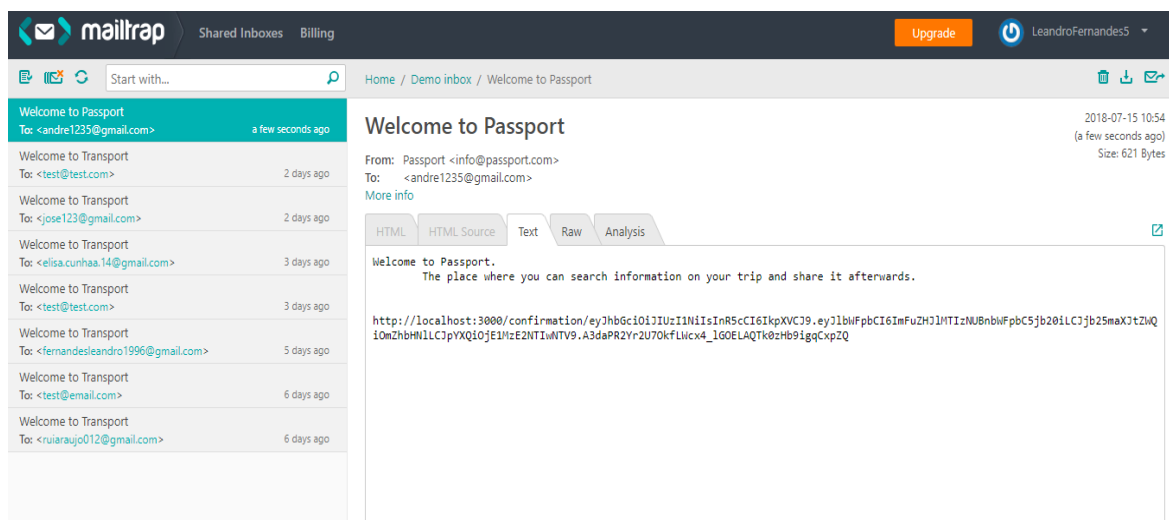 mailtrap Shared Inboxes Billing Upgrade LeandroFernandes5
Start with...
Home / Demo inbox / Welcome to Passport
Welcome to Passport
To: <andre1235@gmail.com> a few seconds ago
Welcome to Transport
To: <test@test.com> 2 days ago
Welcome to Transport
To: <jose123@gmail.com> 2 days ago
Welcome to Transport
To: <elisa.cunhaa.14@gmail.com> 3 days ago
Welcome to Transport
To: <test@test.com> 3 days ago
Welcome to Transport
To: <fernandesleandro1996@gmail.com> 5 days ago
Welcome to Transport
To: <test@email.com> 6 days ago
Welcome to Transport
To: <ruiaraujo012@gmail.com> 6 days ago
Welcome to Passport
2018-07-15 10:54
(a few seconds ago)
Size: 621 Bytes
From: Passport <info@passport.com>
To: <andre1235@gmail.com>
More info
HTML HTML Source Text Raw Analysis
Welcome to Passport.
The place where you can search information on your trip and share it afterwards.
http://localhost:3000/confirmation/eyJhbGciOiJIUzI1NiIsInR5cCI6IkpXVCJ9.eyJlbWFpbCI6ImFuZHJlMTIzNUBnbWFpbC5jb20iLCJjb25maXJtZWQ
iOmZhbHNlLCJpYXQiOjE1MzE2NTIwNTV9.A3daPR2Yr2U7OkfLWcx4_lGOELAQTk0zHb9igqCxpZQ